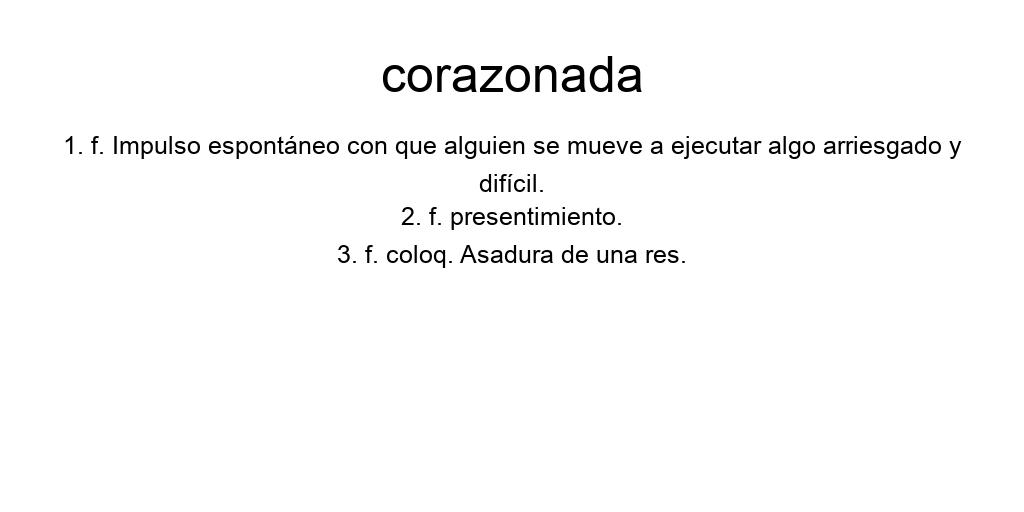 corazonada
1. f. Impulso espontáneo con que alguien se mueve a ejecutar algo arriesgado y
difícil.
2. f. presentimiento.
3. f. coloq. Asadura de una res.